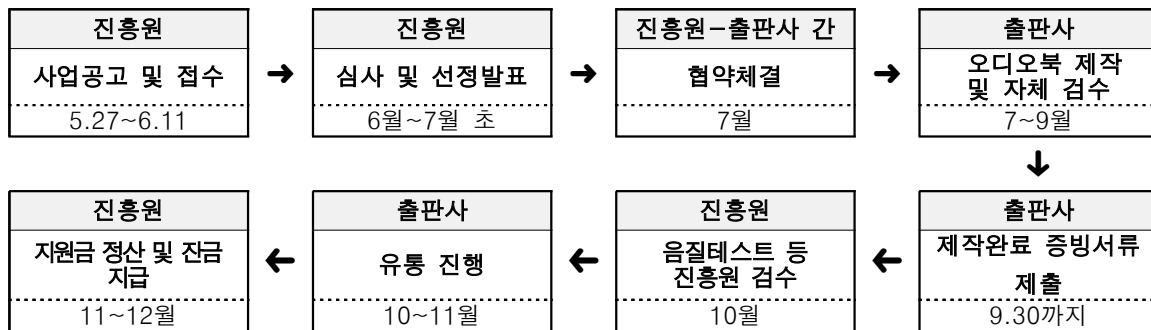 진흥원
사업공고 및 접수
5.27~6.11
진흥원
심사 및 선정발표
6월~7월 초
진흥원-출판사 간
협약체결
7월
출판사
오디오북 제작
및 자체 검수
7~9월
출판사
제작완료 증빙서류
제출
9.30까지
진흥원
음질테스트 등
진흥원 검수
10월
출판사
유통 진행
10~11월
진흥원
지원금 정산 및 잔금
지급
11~12월